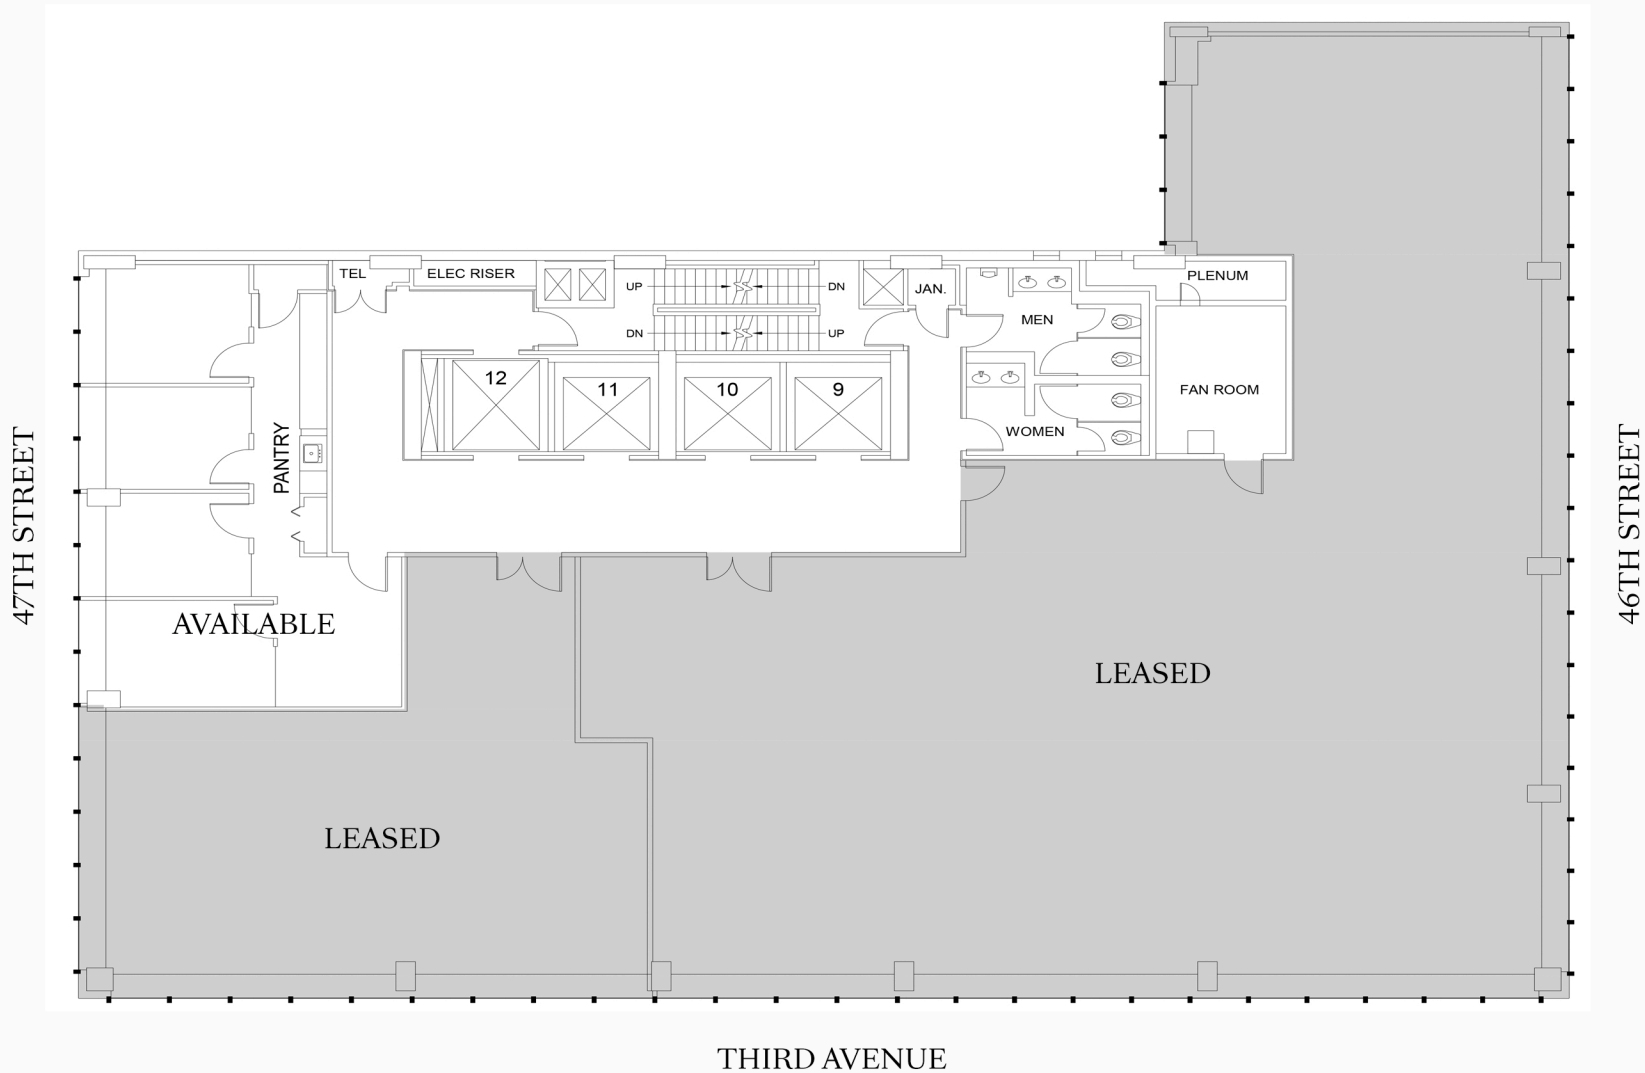 TEL
ELEC RISER
UP
DN
JAN.
PLENUM
MEN
DN
UP
12
11
10
9
FAN ROOM
WOMEN
PANTRY
47TH STREET
46TH STREET
AVAILABLE
LEASED
LEASED
THIRD AVENUE